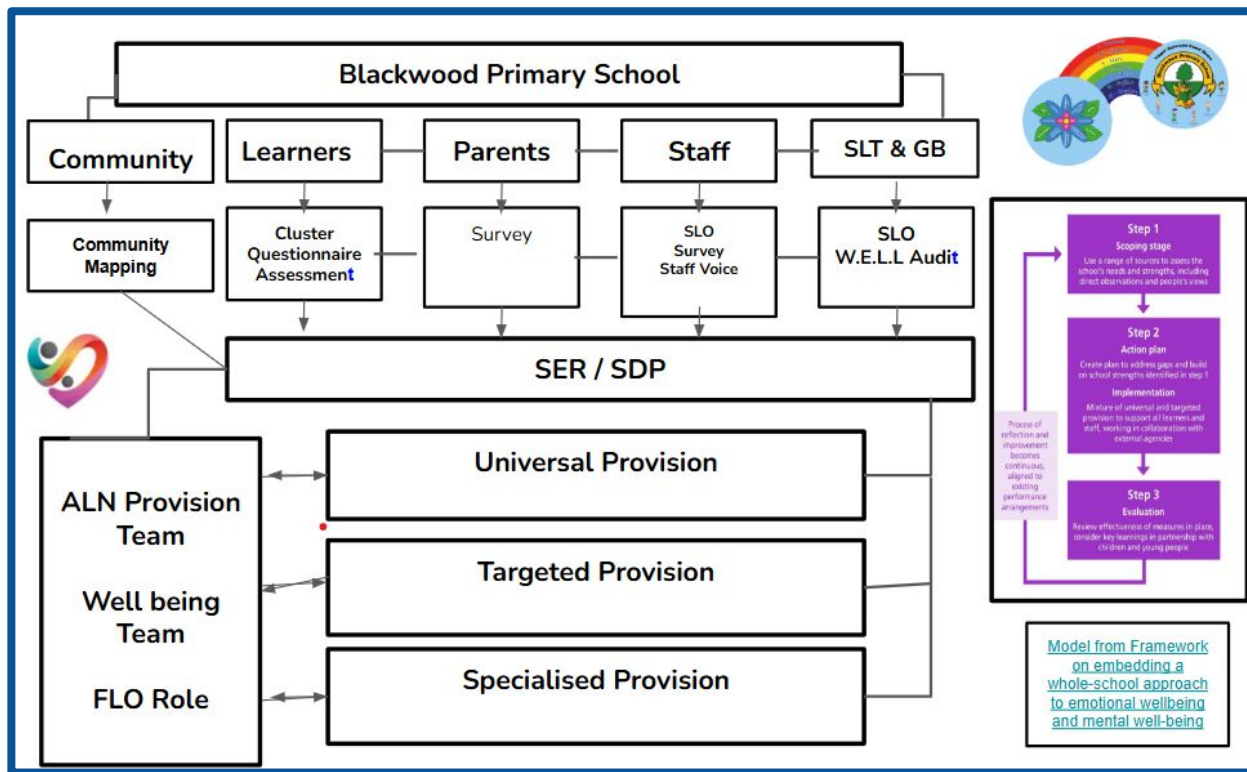 Blackwood Primary School
Community
Learners
Parents
Staff
SLT & GB
Community
Mapping
Cluster
Questionnaire
Assessment
Survey
SLO
Survey
Staff Voice
SLO
W.E.L.L Audit
SER / SDP
ALN Provision
Team
Well being
Team
FLO Role
Universal Provision
Targeted Provision
Specialised Provision
Step 1
Scoping stage
Use a range of sources to assess the
school's needs and strengths, including
direct observations and people's views
Step 2
Action plan
Create plan to address gaps and build
on school strengths identified in step 1
Implementation
Mixture of universal and targeted
provision to support all learners and
staff, working in collaboration with
external agencies
Step 3
Evaluation
Review effectiveness of measures in place,
consider key learnings in partnership with
children and young people
Process of
reflection and
improvement
becomes
continuous,
aligned to
existing
performance
arrangements
Model from Framework
on embedding a
whole-school approach
to emotional wellbeing
and mental well-being